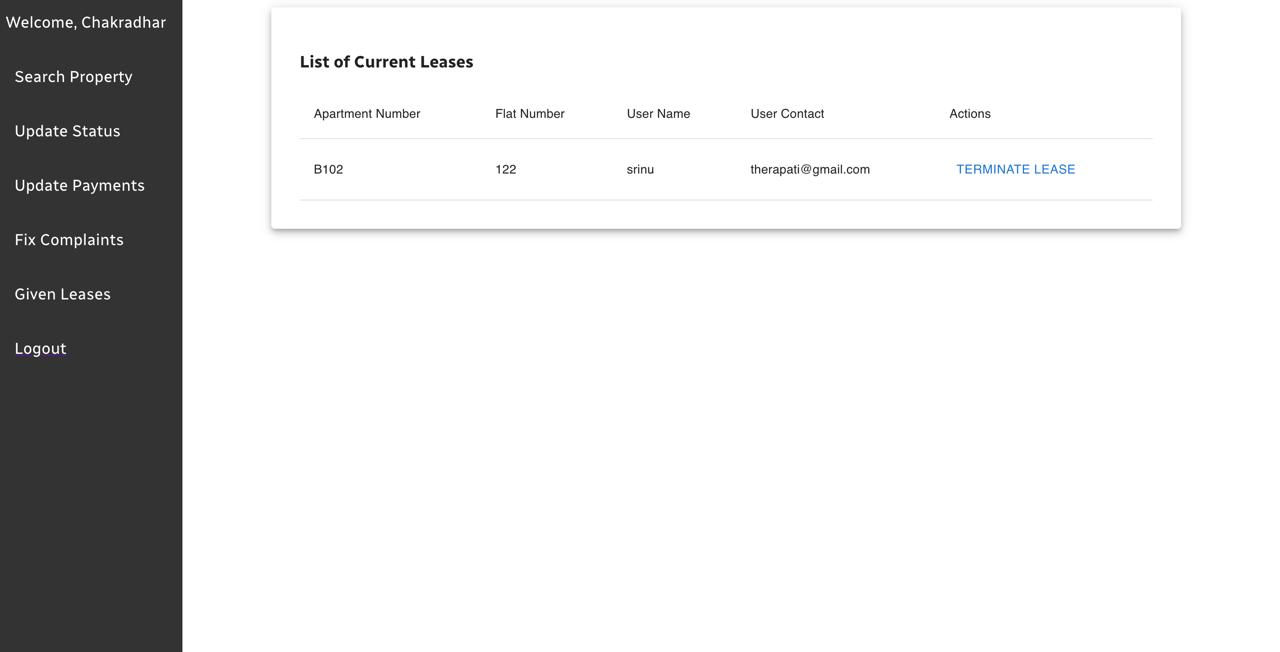 Welcome, Chakradhar
Search Property
Update Status
Update Payments
Fix Complaints
Given Leases
Logout
List of Current Leases
Apartment Number Flat Number User Name User Contact Actions
B102 122 srinu therapati@gmail.com TERMINATE LEASE